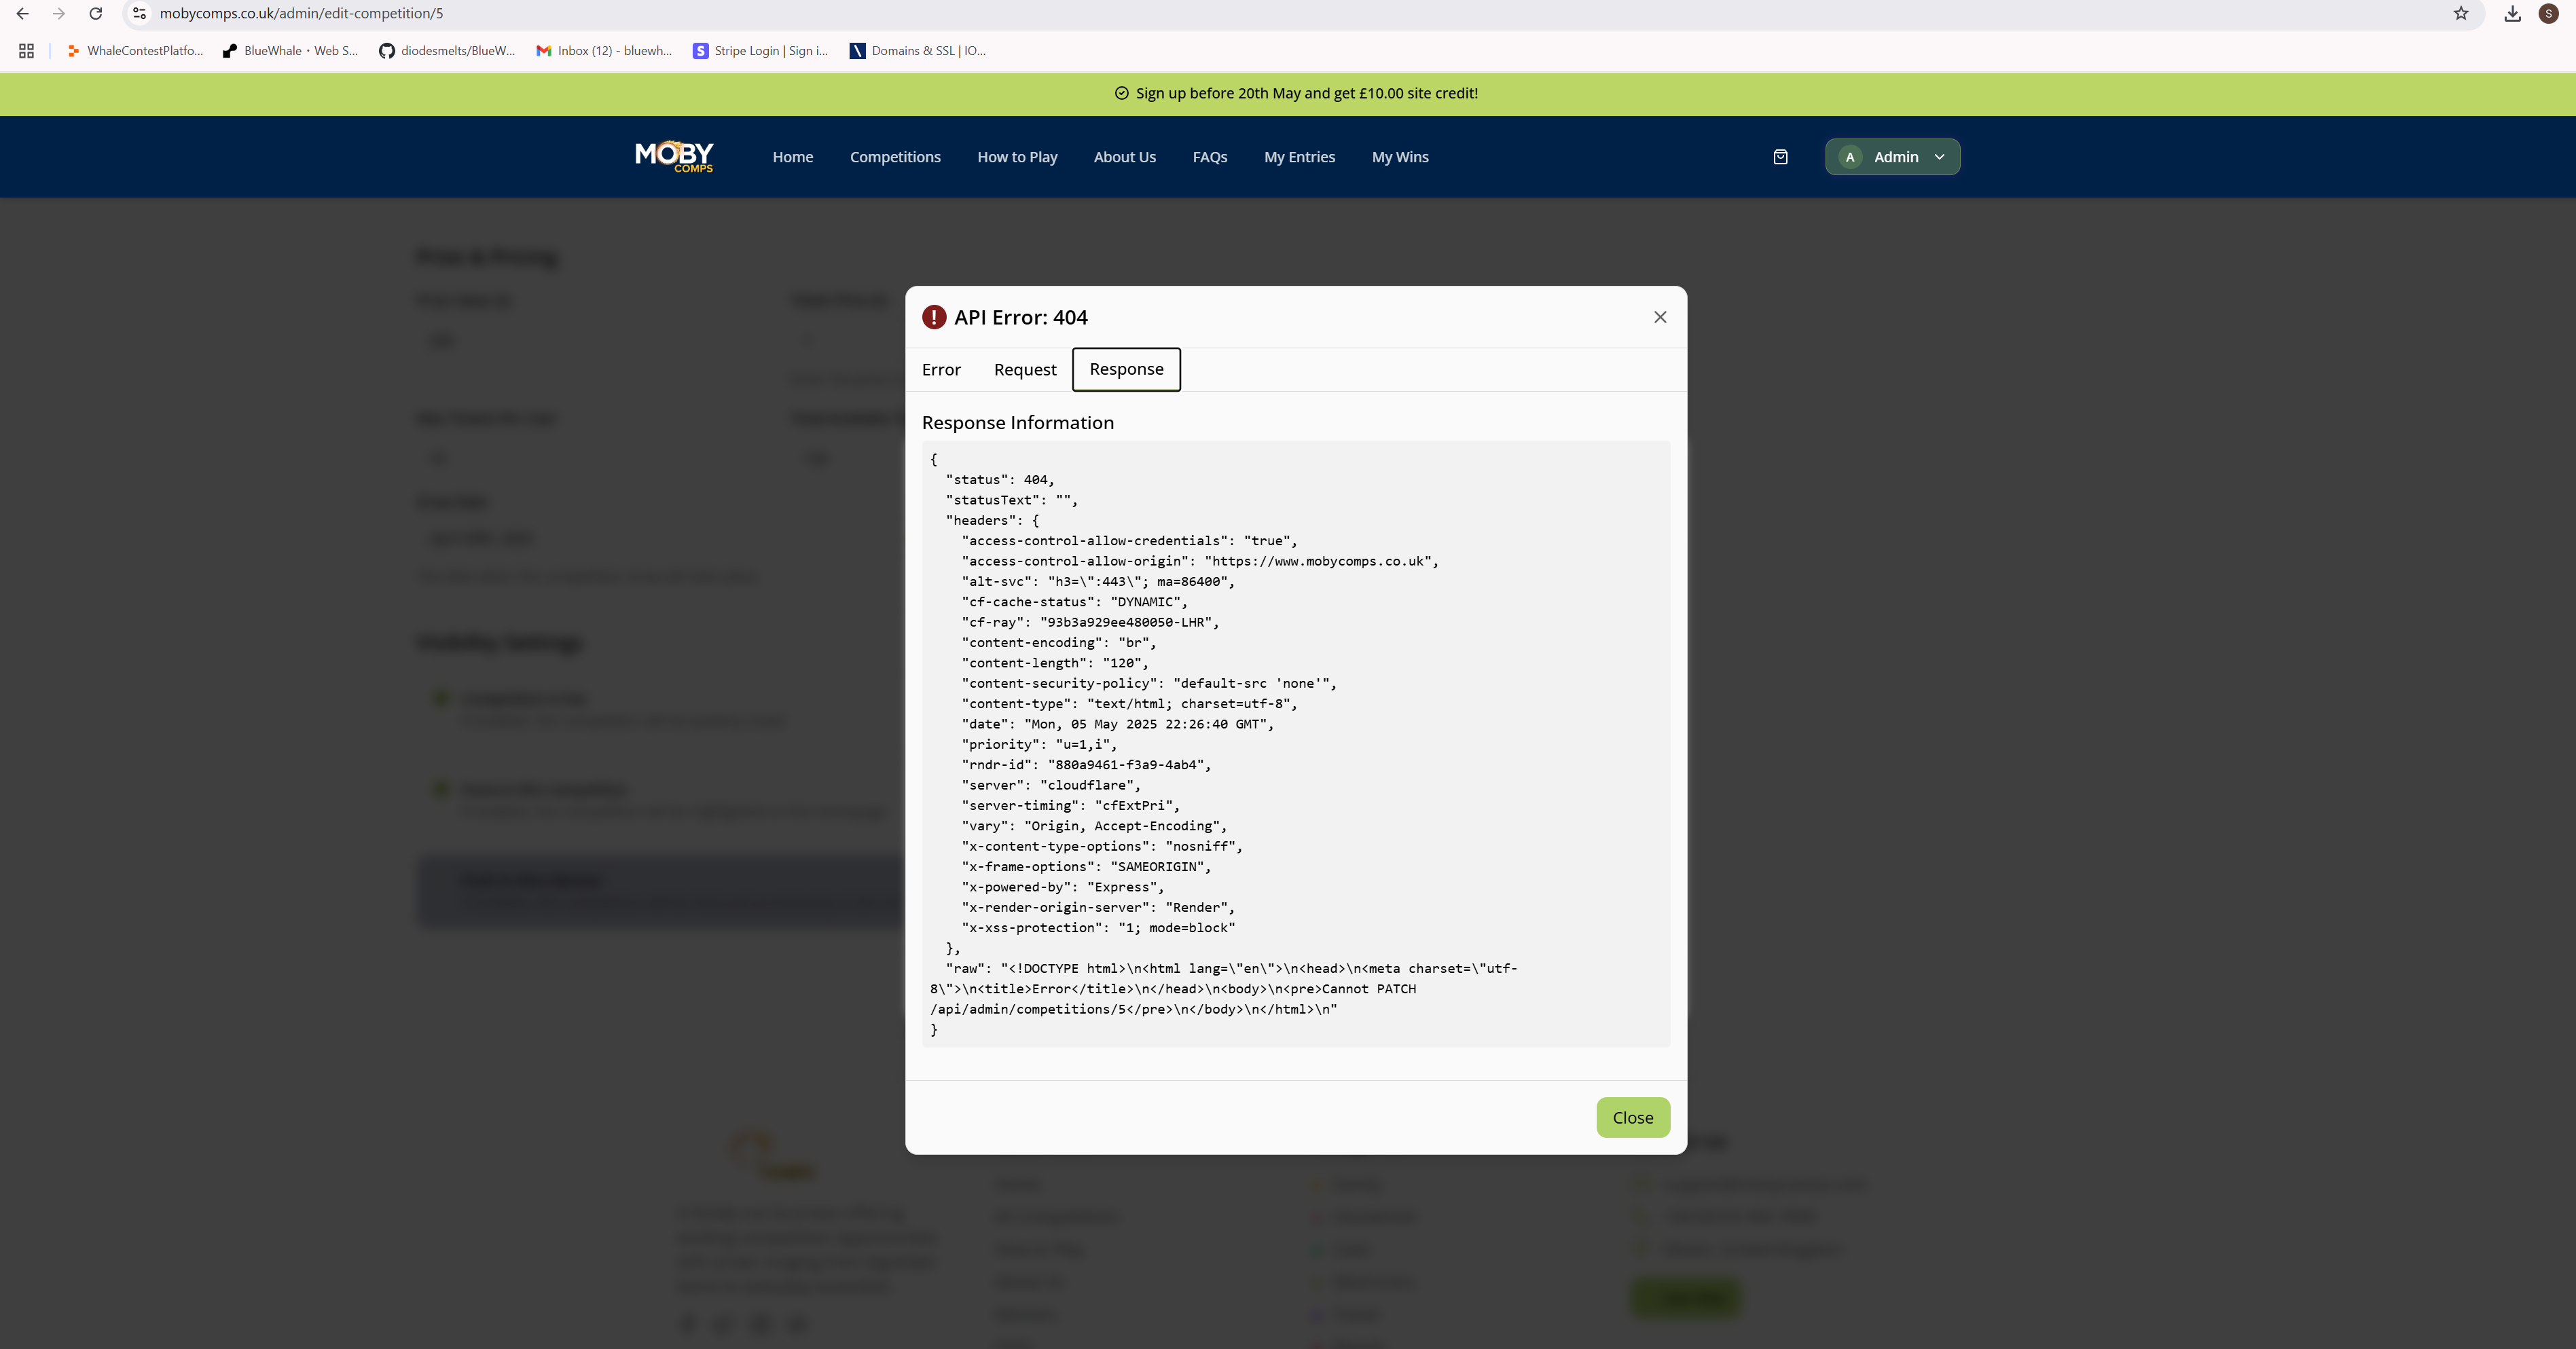 mobycomps.co.uk/admin/edit-competition/5
S
WhaleContestPlatfo...
BlueWhale · Web S...
diodesmelts/BlueW...
Inbox (12) - bluewh...
Stripe Login | Sign i...
Domains & SSL | IO...
Sign up before 20th May and get £10.00 site credit!
MOBY
COMPS
Home
Competitions
How to Play
About Us
FAQs
My Entries
My Wins
A
Admin
API Error: 404
Error
Request
Response
Response Information
{
"status": 404,
"statusText": "",
"headers": {
"access-control-allow-credentials": "true",
"access-control-allow-origin": "https://www.mobycomps.co.uk",
"alt-svc": "h3=\":443\"; ma=86400",
"cf-cache-status": "DYNAMIC",
"cf-ray": "93b3a929ee480050-LHR",
"content-encoding": "br",
"content-length": "120",
"content-security-policy": "default-src 'none'",
"content-type": "text/html; charset=utf-8",
"date": "Mon, 05 May 2025 22:26:40 GMT",
"priority": "u=1,i",
"rndr-id": "880a9461-f3a9-4ab4",
"server": "cloudflare",
"server-timing": "cfExtPri",
"vary": "Origin, Accept-Encoding",
"x-content-type-options": "nosniff",
"x-frame-options": "SAMEORIGIN",
"x-powered-by": "Express",
"x-render-origin-server": "Render",
"x-xss-protection": "1; mode=block"
},
"raw": "<!DOCTYPE html>\n<html lang=\"en\">\n<head>\n<meta charset=\"utf-
8\">\n<title>Error</title>\n</head>\n<body>\n<pre>Cannot PATCH
/api/admin/competitions/5</pre>\n</body>\n</html>\n"
}
Close